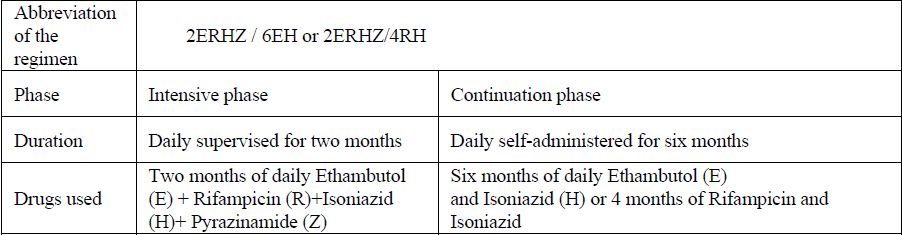 Abbreviation
of the
regimen
2ERHZ / 6EH or 2ERHZ/4RH
Phase
Intensive phase
Continuation phase
Duration
Daily supervised for two months
Daily self-administered for six months
Drugs used
Two months of daily Ethambutol
(E) + Rifampicin (R)+Isoniazid
(H)+ Pyrazinamide (Z)
Six months of daily Ethambutol (E)
and Isoniazid (H) or 4 months of Rifampicin and
Isoniazid